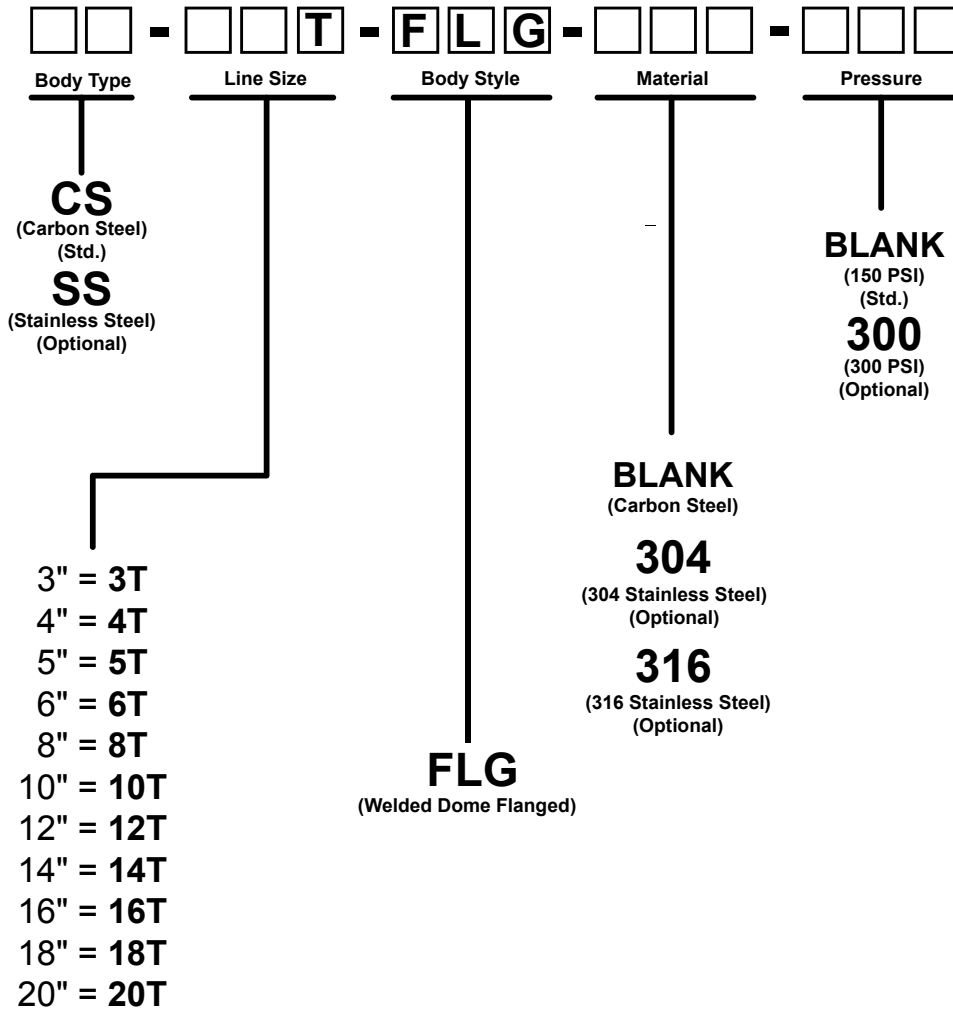 T - F L G - -
Body Type Line Size Body Style Material Pressure
CS
(Carbon Steel)
(Std.)
SS
(Stainless Steel)
(Optional)
3" = 3T
4" = 4T
5" = 5T
6" = 6T
8" = 8T
10" = 10T
12" = 12T
14" = 14T
16" = 16T
18" = 18T
20" = 20T
FLG
(Welded Dome Flanged)
BLANK
(Carbon Steel)
304
(304 Stainless Steel)
(Optional)
316
(316 Stainless Steel)
(Optional)
BLANK
(150 PSI)
(Std.)
300
(300 PSI)
(Optional)